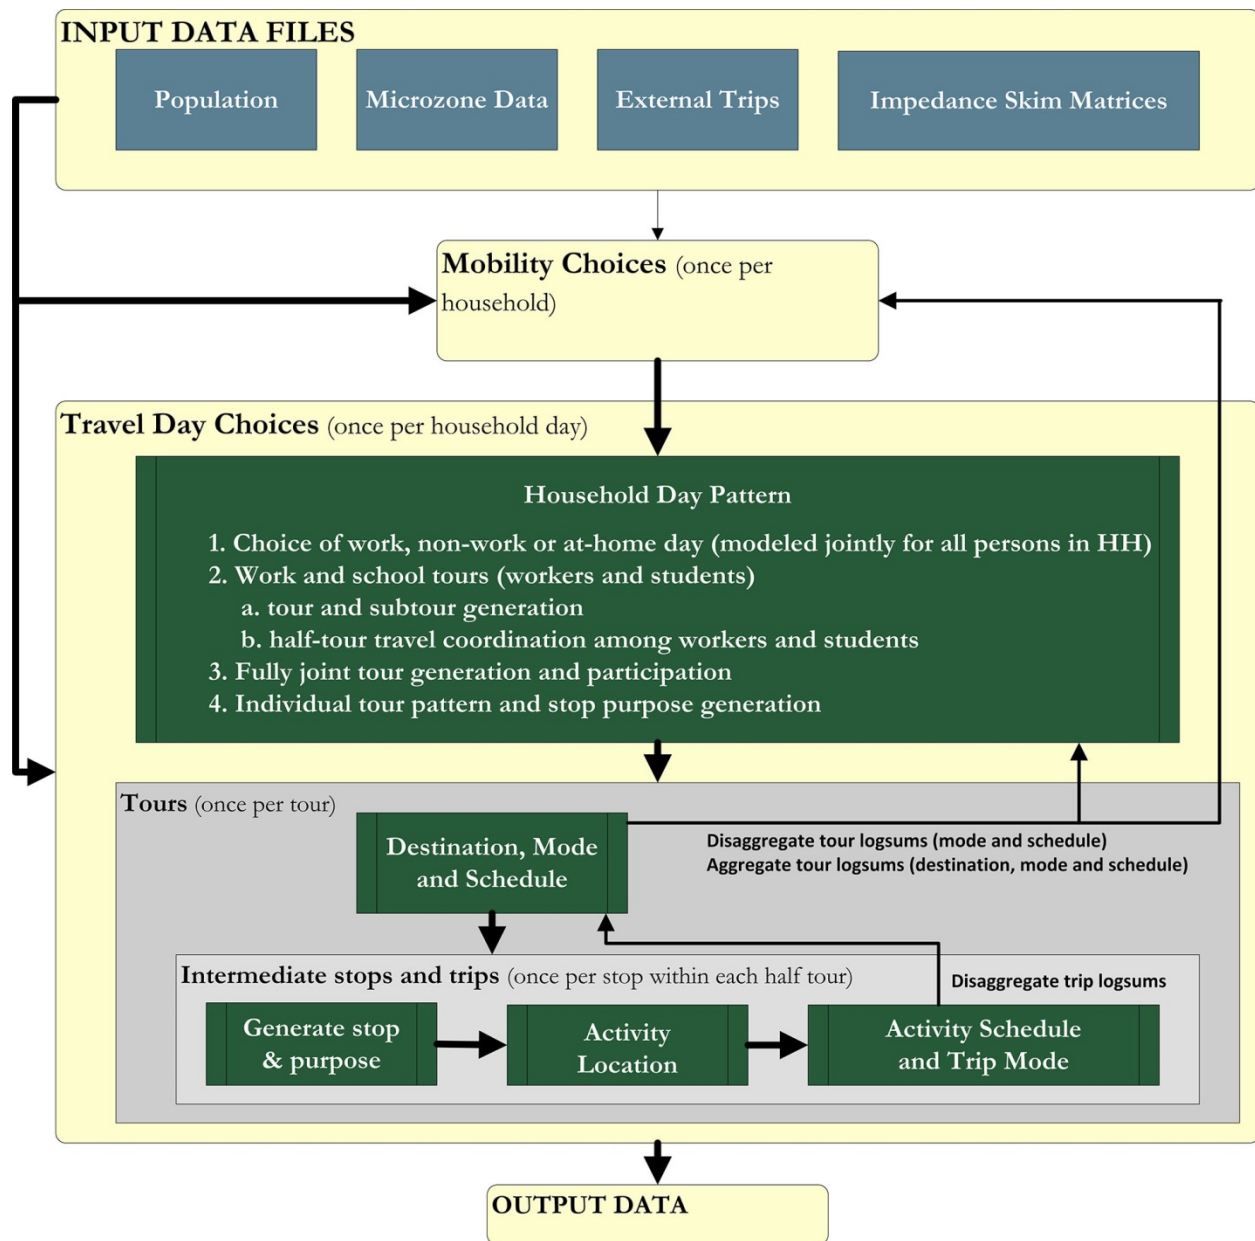 INPUT DATA FILES
Population
Microzone Data
External Trips
Impedance Skim Matrices
Mobility Choices (once per
household)
Travel Day Choices (once per household day)
Household Day Pattern
1. Choice of work, non-work or at-home day (modeled jointly for all persons in HH)
2. Work and school tours (workers and students)
a. tour and subtour generation
b. half-tour travel coordination among workers and students
3. Fully joint tour generation and participation
4. Individual tour pattern and stop purpose generation
Tours (once per tour)
Destination, Mode
and Schedule
Disaggregate tour logsums (mode and schedule)
Aggregate tour logsums (destination, mode and schedule)
Intermediate stops and trips (once per stop within each half tour)
Disaggregate trip logsums
Generate stop
& purpose
Activity
Location
Activity Schedule
and Trip Mode
OUTPUT DATA